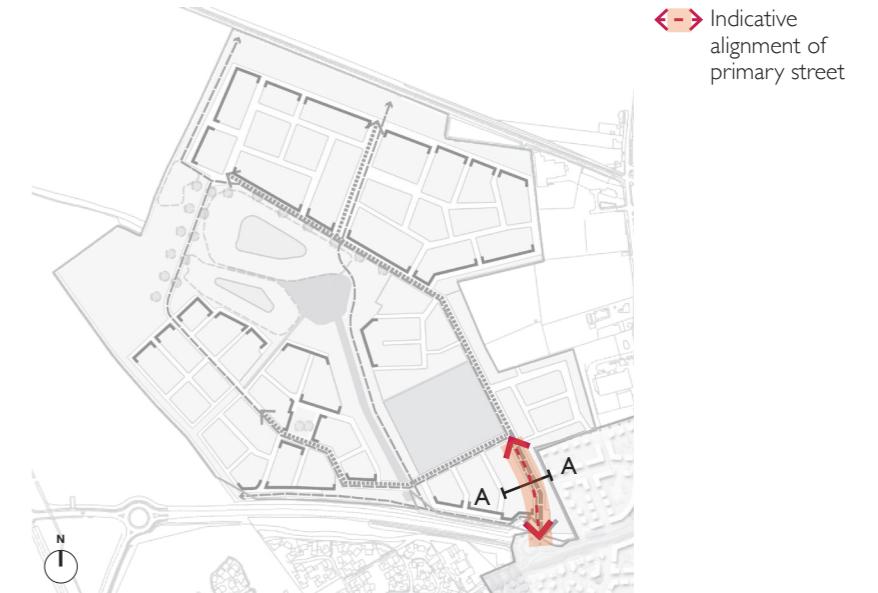 Indicative
alignment of
primary street
A
A
N